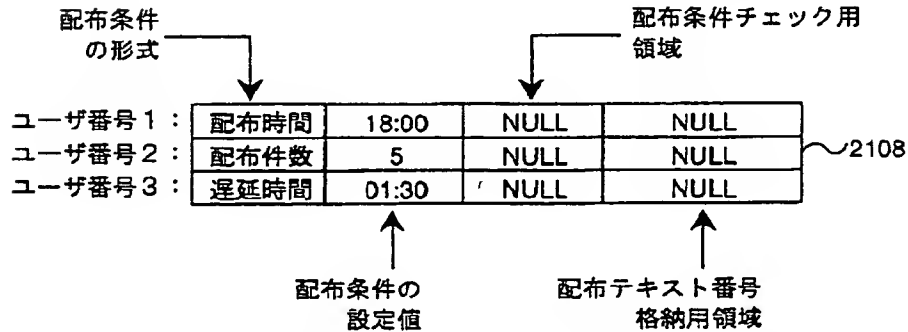 配布条件
の形式
配布条件チェック用
領域
ユーザ番号1: 配布時間 18:00 NULL NULL
ユーザ番号2: 配布件数 5 NULL NULL 2108
ユーザ番号3: 遅延時間 01:30 NULL NULL
配布条件の
設定値
配布テキスト番号
格納用領域